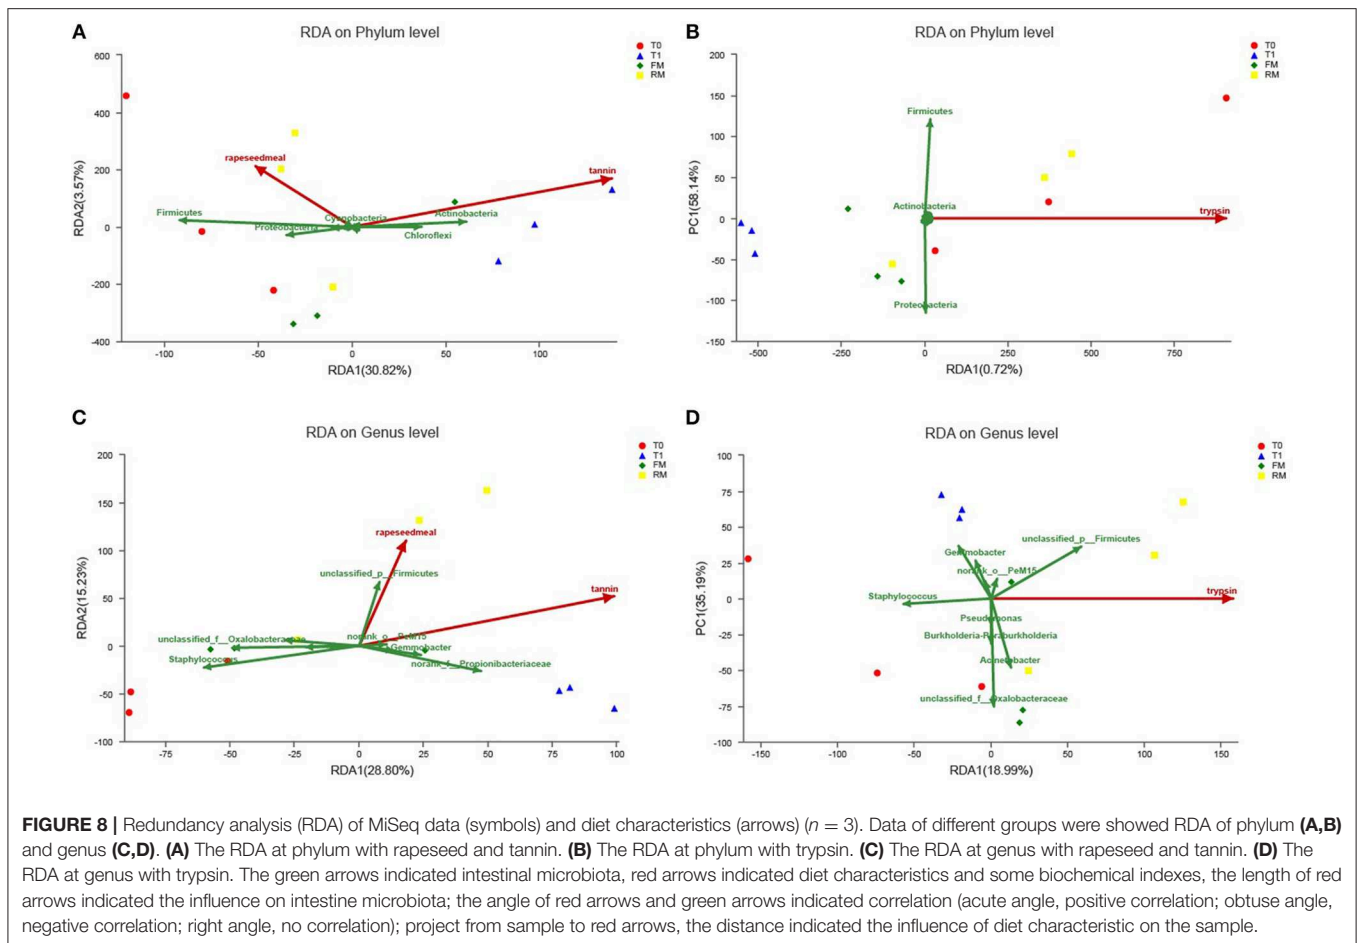 A
RDA on Phylum level
T0
T1
FM
RM
600
400
200
0
-200
-400
RDA2(3.57%)
rapeseedmeal
tannin
Firmicutes
Cyanobacteria
Actinobacteria
Proteobacteria
Chloroflexi
-100
-50
0
50
100
RDA1(30.82%)
B
RDA on Phylum level
T0
T1
FM
RM
200
150
100
50
0
-50
-100
-150
PC1(58.14%)
Firmicutes
Actinobacteria
trypsin
Proteobacteria
-500
-250
0
250
500
750
RDA1(0.72%)
C
RDA on Genus level
T0
T1
FM
RM
200
150
100
50
0
-50
-100
RDA2(15.23%)
rapeseedmeal
unclassified_p__Firmicutes
tannin
unclassified_f__Oxalobacteraceae
norank_o__PeM15
Gemmobacter
Staphylococcus
norank_f__Propionibacteriaceae
-75
-50
-25
0
25
50
75
100
RDA1(28.80%)
D
RDA on Genus level
T0
T1
FM
RM
100
75
50
25
0
-25
-50
-75
-100
PC1(35.19%)
unclassified_p__Firmicutes
Gemmobacter
norank_o__PeM15
Staphylococcus
trypsin
Pseudomonas
Burkholderia-Paraburkholderia
Acinetobacter
unclassified_f__Oxalobacteraceae
-150
-100
-50
0
50
100
150
RDA1(18.99%)
FIGURE 8 | Redundancy analysis (RDA) of MiSeq data (symbols) and diet characteristics (arrows) (n = 3). Data of different groups were showed RDA of phylum (A,B)
and genus (C,D). (A) The RDA at phylum with rapeseed and tannin. (B) The RDA at phylum with trypsin. (C) The RDA at genus with rapeseed and tannin. (D) The
RDA at genus with trypsin. The green arrows indicated intestinal microbiota, red arrows indicated diet characteristics and some biochemical indexes, the length of red
arrows indicated the influence on intestine microbiota; the angle of red arrows and green arrows indicated correlation (acute angle, positive correlation; obtuse angle,
negative correlation; right angle, no correlation); project from sample to red arrows, the distance indicated the influence of diet characteristic on the sample.